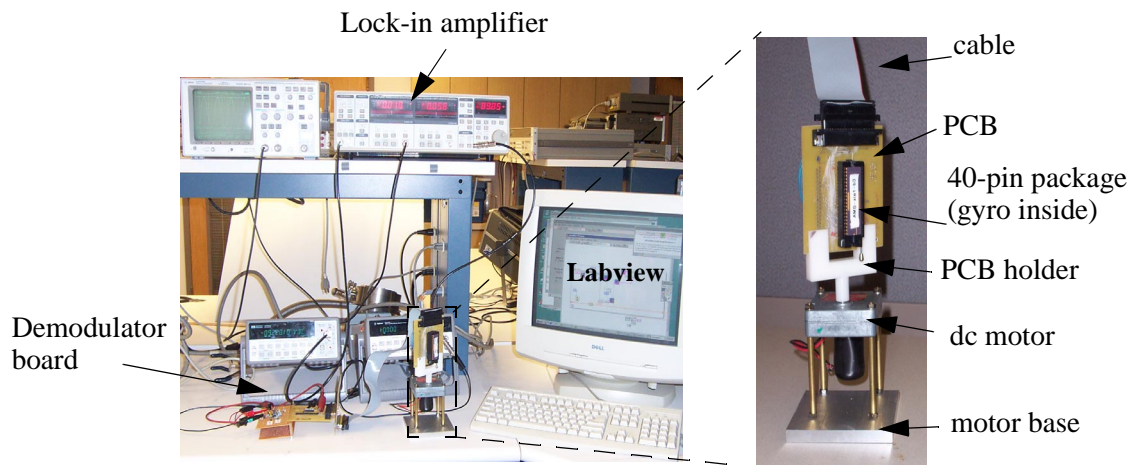 Lock-in amplifier
cable
PCB
40-pin package
(gyro inside)
Labview
PCB holder
Demodulator
board
dc motor
motor base
DELL